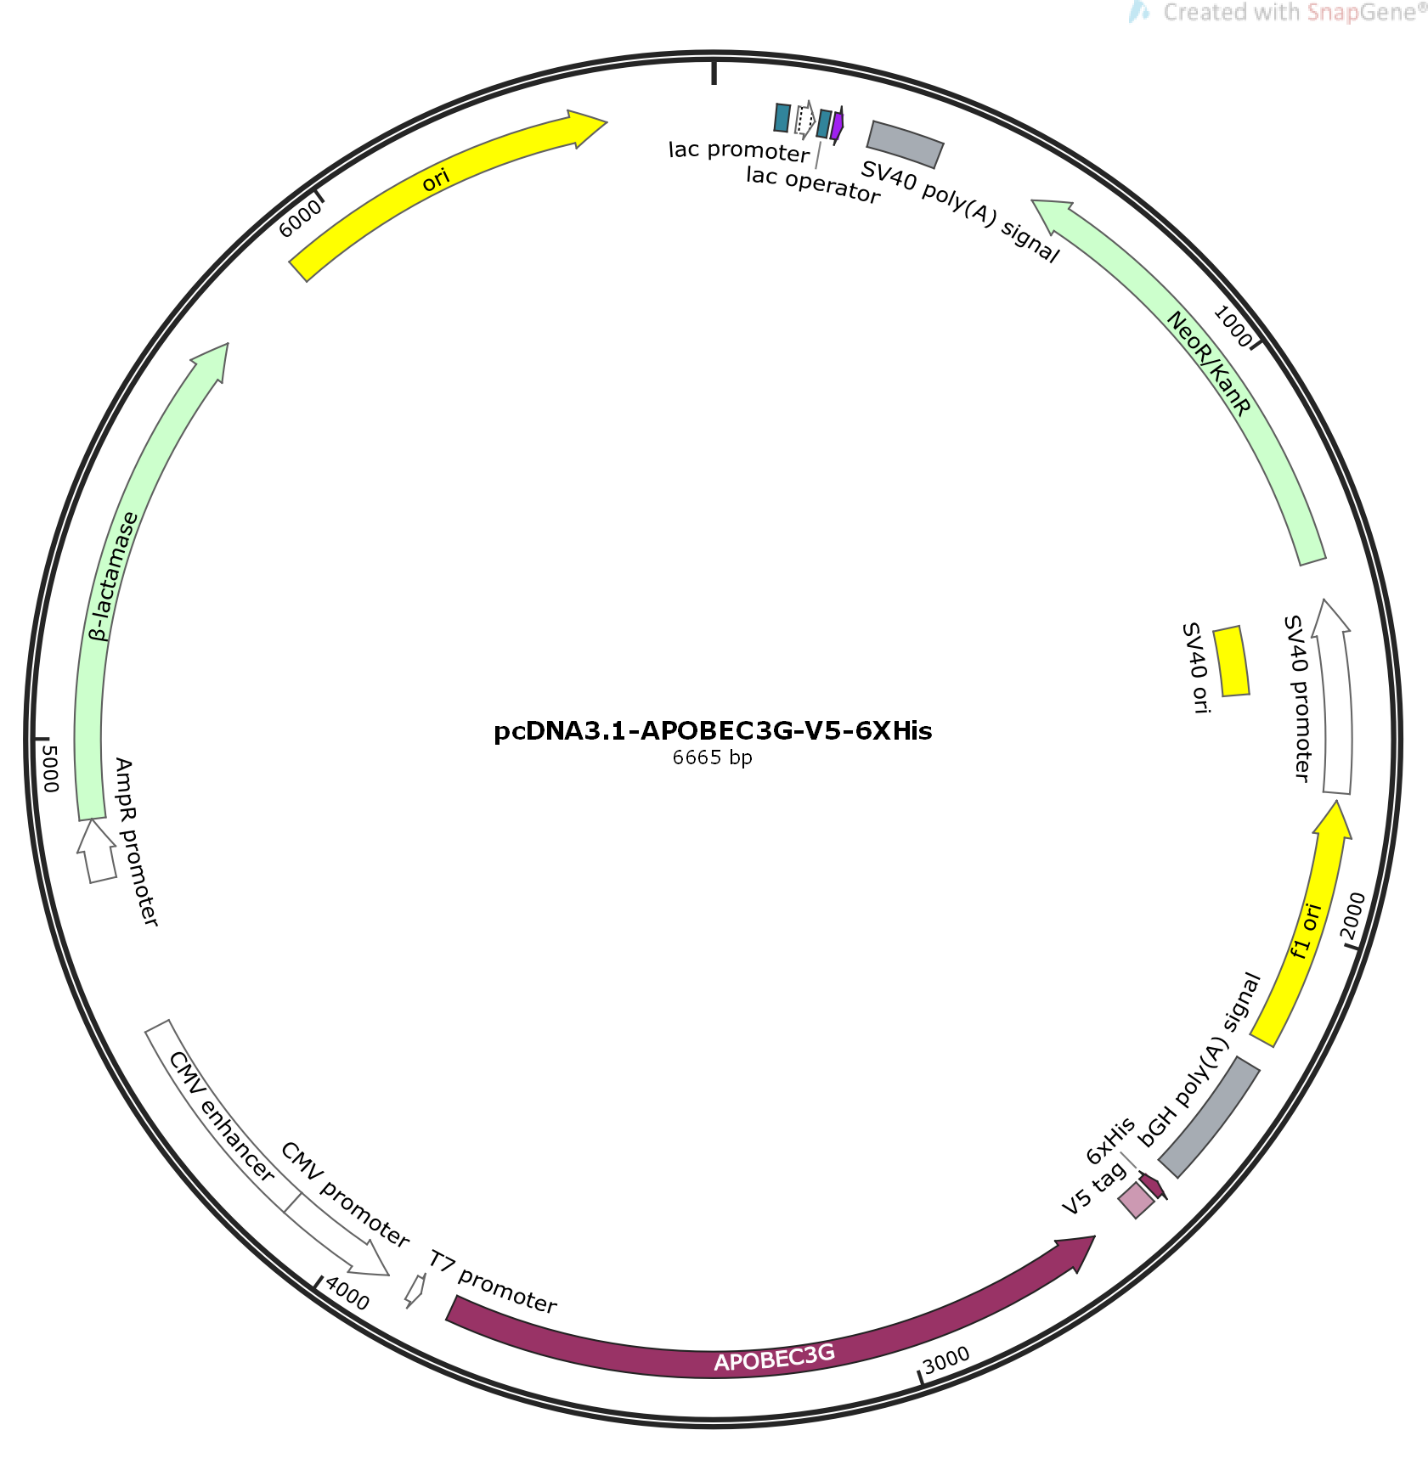 Created with SnapGene®
lac promoter
lac operator
SV40 poly(A) signal
NeoR/KanR
1000
SV40 promoter
SV40 ori
2000
f1 ori
bGH poly(A) signal
6xHis
V5 tag
3000
APOBEC3G
T7 promoter
4000
CMV promoter
CMV enhancer
AmpR promoter
5000
β-lactamase
6000
ori
pcDNA3.1-APOBEC3G-V5-6XHis
6665 bp